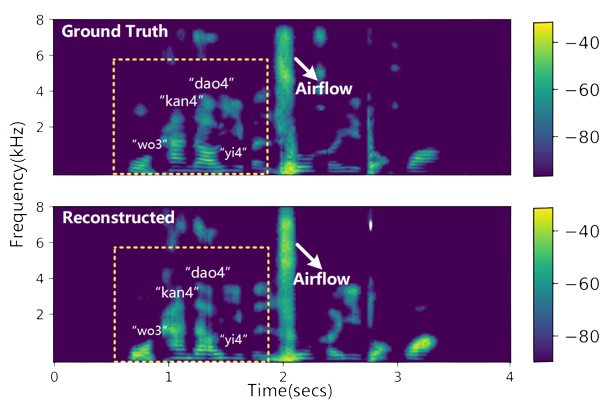 Ground Truth
"dao4"
"kan4"
"wo3"
"yi4"
Airflow
8
6
4
2
−40
−60
−80
Frequency(kHz)
Reconstructed
"dao4"
"kan4"
"wo3"
"yi4"
Airflow
8
6
4
2
−40
−60
−80
0
1
2
3
4
Time(secs)